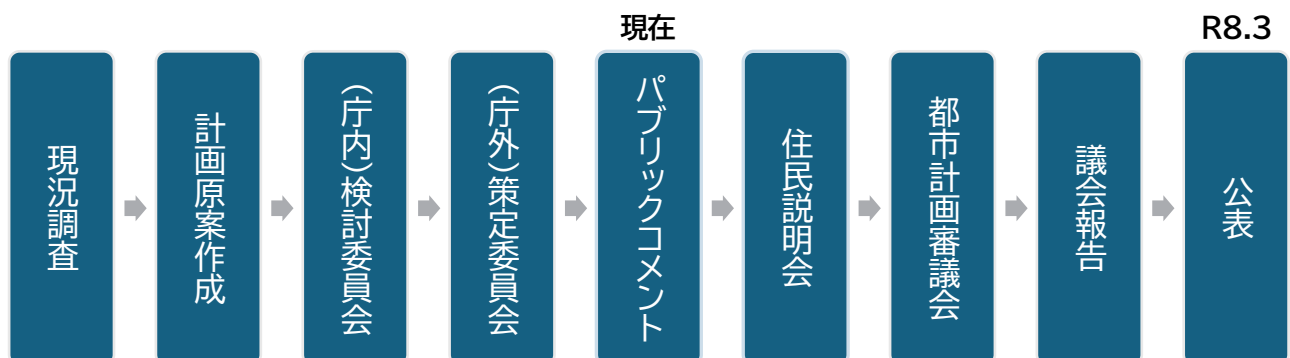 現在
R8.3
現況調査
計画原案作成
(庁内)検討委員会
(庁外)策定委員会
パブリックコメント
住民説明会
都市計画審議会
議会報告
公表